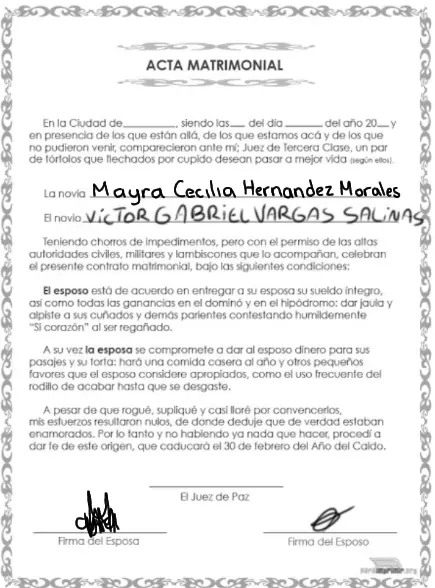 ACTA MATRIMONIAL
En la Ciudad de__________, siendo las___ del día ________ del año 20__ y
en presencia de los que están allá, de los que estamos acá y de los que
no pudieron venir, comparecieron ante mí; Juez de Tercera Clase, un par
de tórtolos que flechados por cupido desean pasar a mejor vida (según ellos).
La novia Mayra Cecilia Hernandez Morales
El novio VíCTOR GABRIEL VARGAS SALINAS
Teniendo chorros de impedimentos, pero con el permiso de las altas
autoridades civiles, militares y lambiscones que lo acompañan, celebran
el presente contrato matrimonial, bajo las siguientes condiciones:
El esposo está de acuerdo en entregar a su esposa su sueldo íntegro,
así como todas las ganancias en el dominó y en el hipódromo: dar jaula y
alpiste a sus cuñados y demás parientes contestando humildemente
"Sí corazón" al ser regañado.
A su vez la esposa se compromete a dar al esposo dinero para sus
pasajes y su torta: hará una comida casera al año y otros pequeños
favores que el esposo considere apropiados, como el uso frecuente del
rodillo de acabar hasta que se desgaste.
A pesar de que rogué, supliqué y casi lloré por convencerlos,
mis esfuerzos resultaron nulos, de donde deduje que de verdad estaban
enamorados. Por lo tanto y no habiendo ya nada que hacer, procedí a
dar fe de este origen, que caducará el 30 de febrero del Año del Caldo.
El Juez de Paz
Firma del Esposa
Firma del Esposo